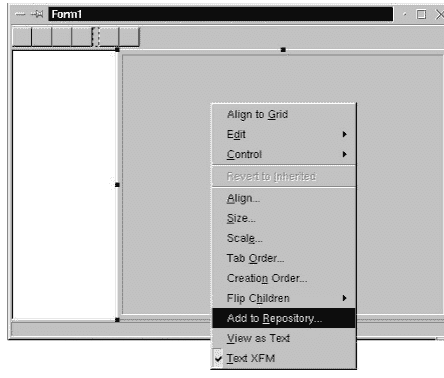 Form1
Align to Grid
Edit
Control
Revert to Inherited
Align...
Size...
Scale...
Tab Order...
Creation Order...
Flip Children
Add to Repository...
View as Text
Text XFM